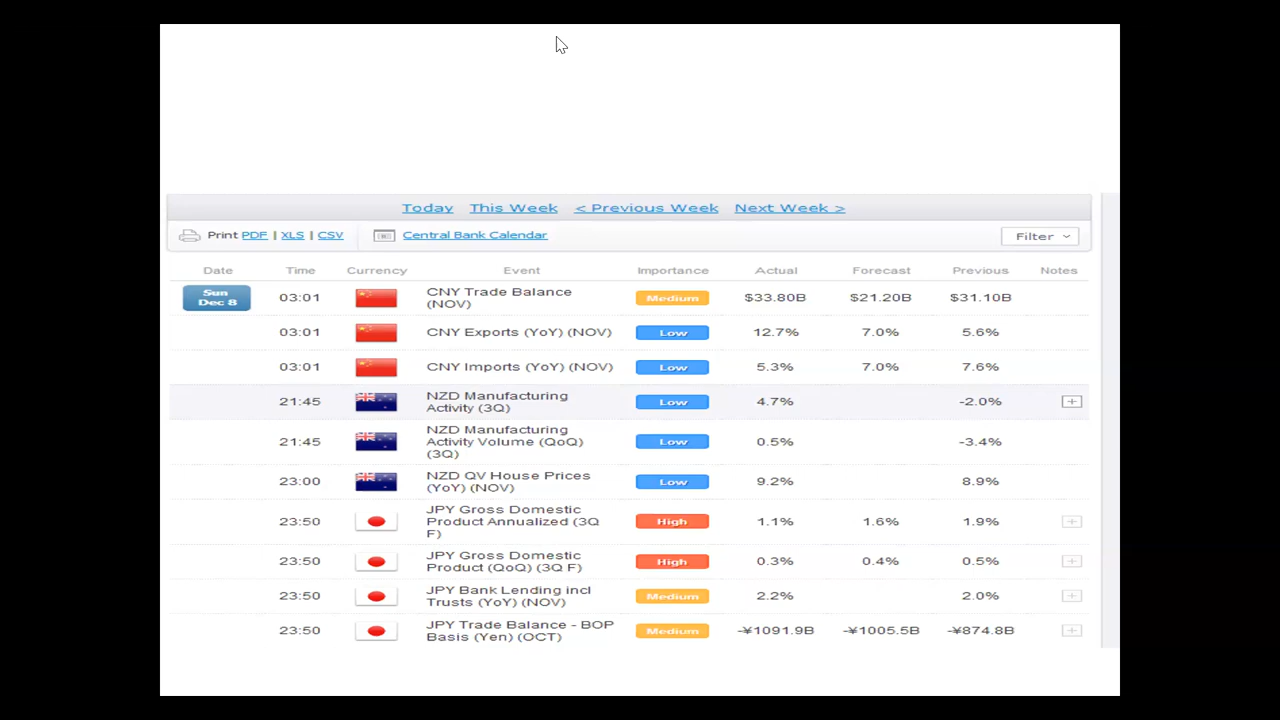 Today This Week < Previous Week Next Week >
Print PDF | XLS | CSV Central Bank Calendar Filter
Date Time Currency Event Importance Actual Forecast Previous Notes
Sun
Dec 8 03:01 CNY Trade Balance
(NOV) Medium $33.80B $21.20B $31.10B
03:01 CNY Exports (YoY) (NOV) Low 12.7% 7.0% 5.6%
03:01 CNY Imports (YoY) (NOV) Low 5.3% 7.0% 7.6%
21:45 NZD Manufacturing
Activity (3Q) Low 4.7% -2.0%
21:45 NZD Manufacturing
Activity Volume (QoQ)
(3Q) Low 0.5% -3.4%
23:00 NZD QV House Prices
(YoY) (NOV) Low 9.2% 8.9%
23:50 JPY Gross Domestic
Product Annualized (3Q
F) High 1.1% 1.6% 1.9%
23:50 JPY Gross Domestic
Product (QoQ) (3Q F) High 0.3% 0.4% 0.5%
23:50 JPY Bank Lending incl
Trusts (YoY) (NOV) Medium 2.2% 2.0%
23:50 JPY Trade Balance - BOP
Basis (Yen) (OCT) Medium -¥1091.9B -¥1005.5B -¥874.8B